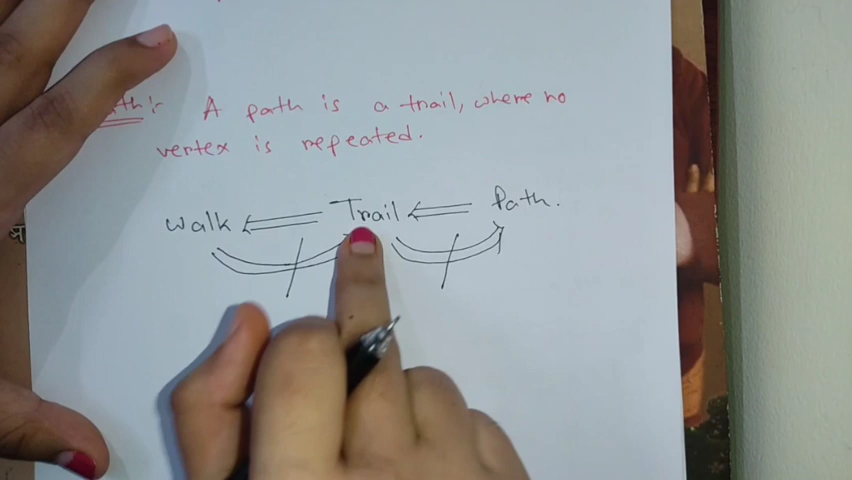 A path is a trail, where no
vertex is repeated.
Walk ⇐ Trail ⇐ Path.